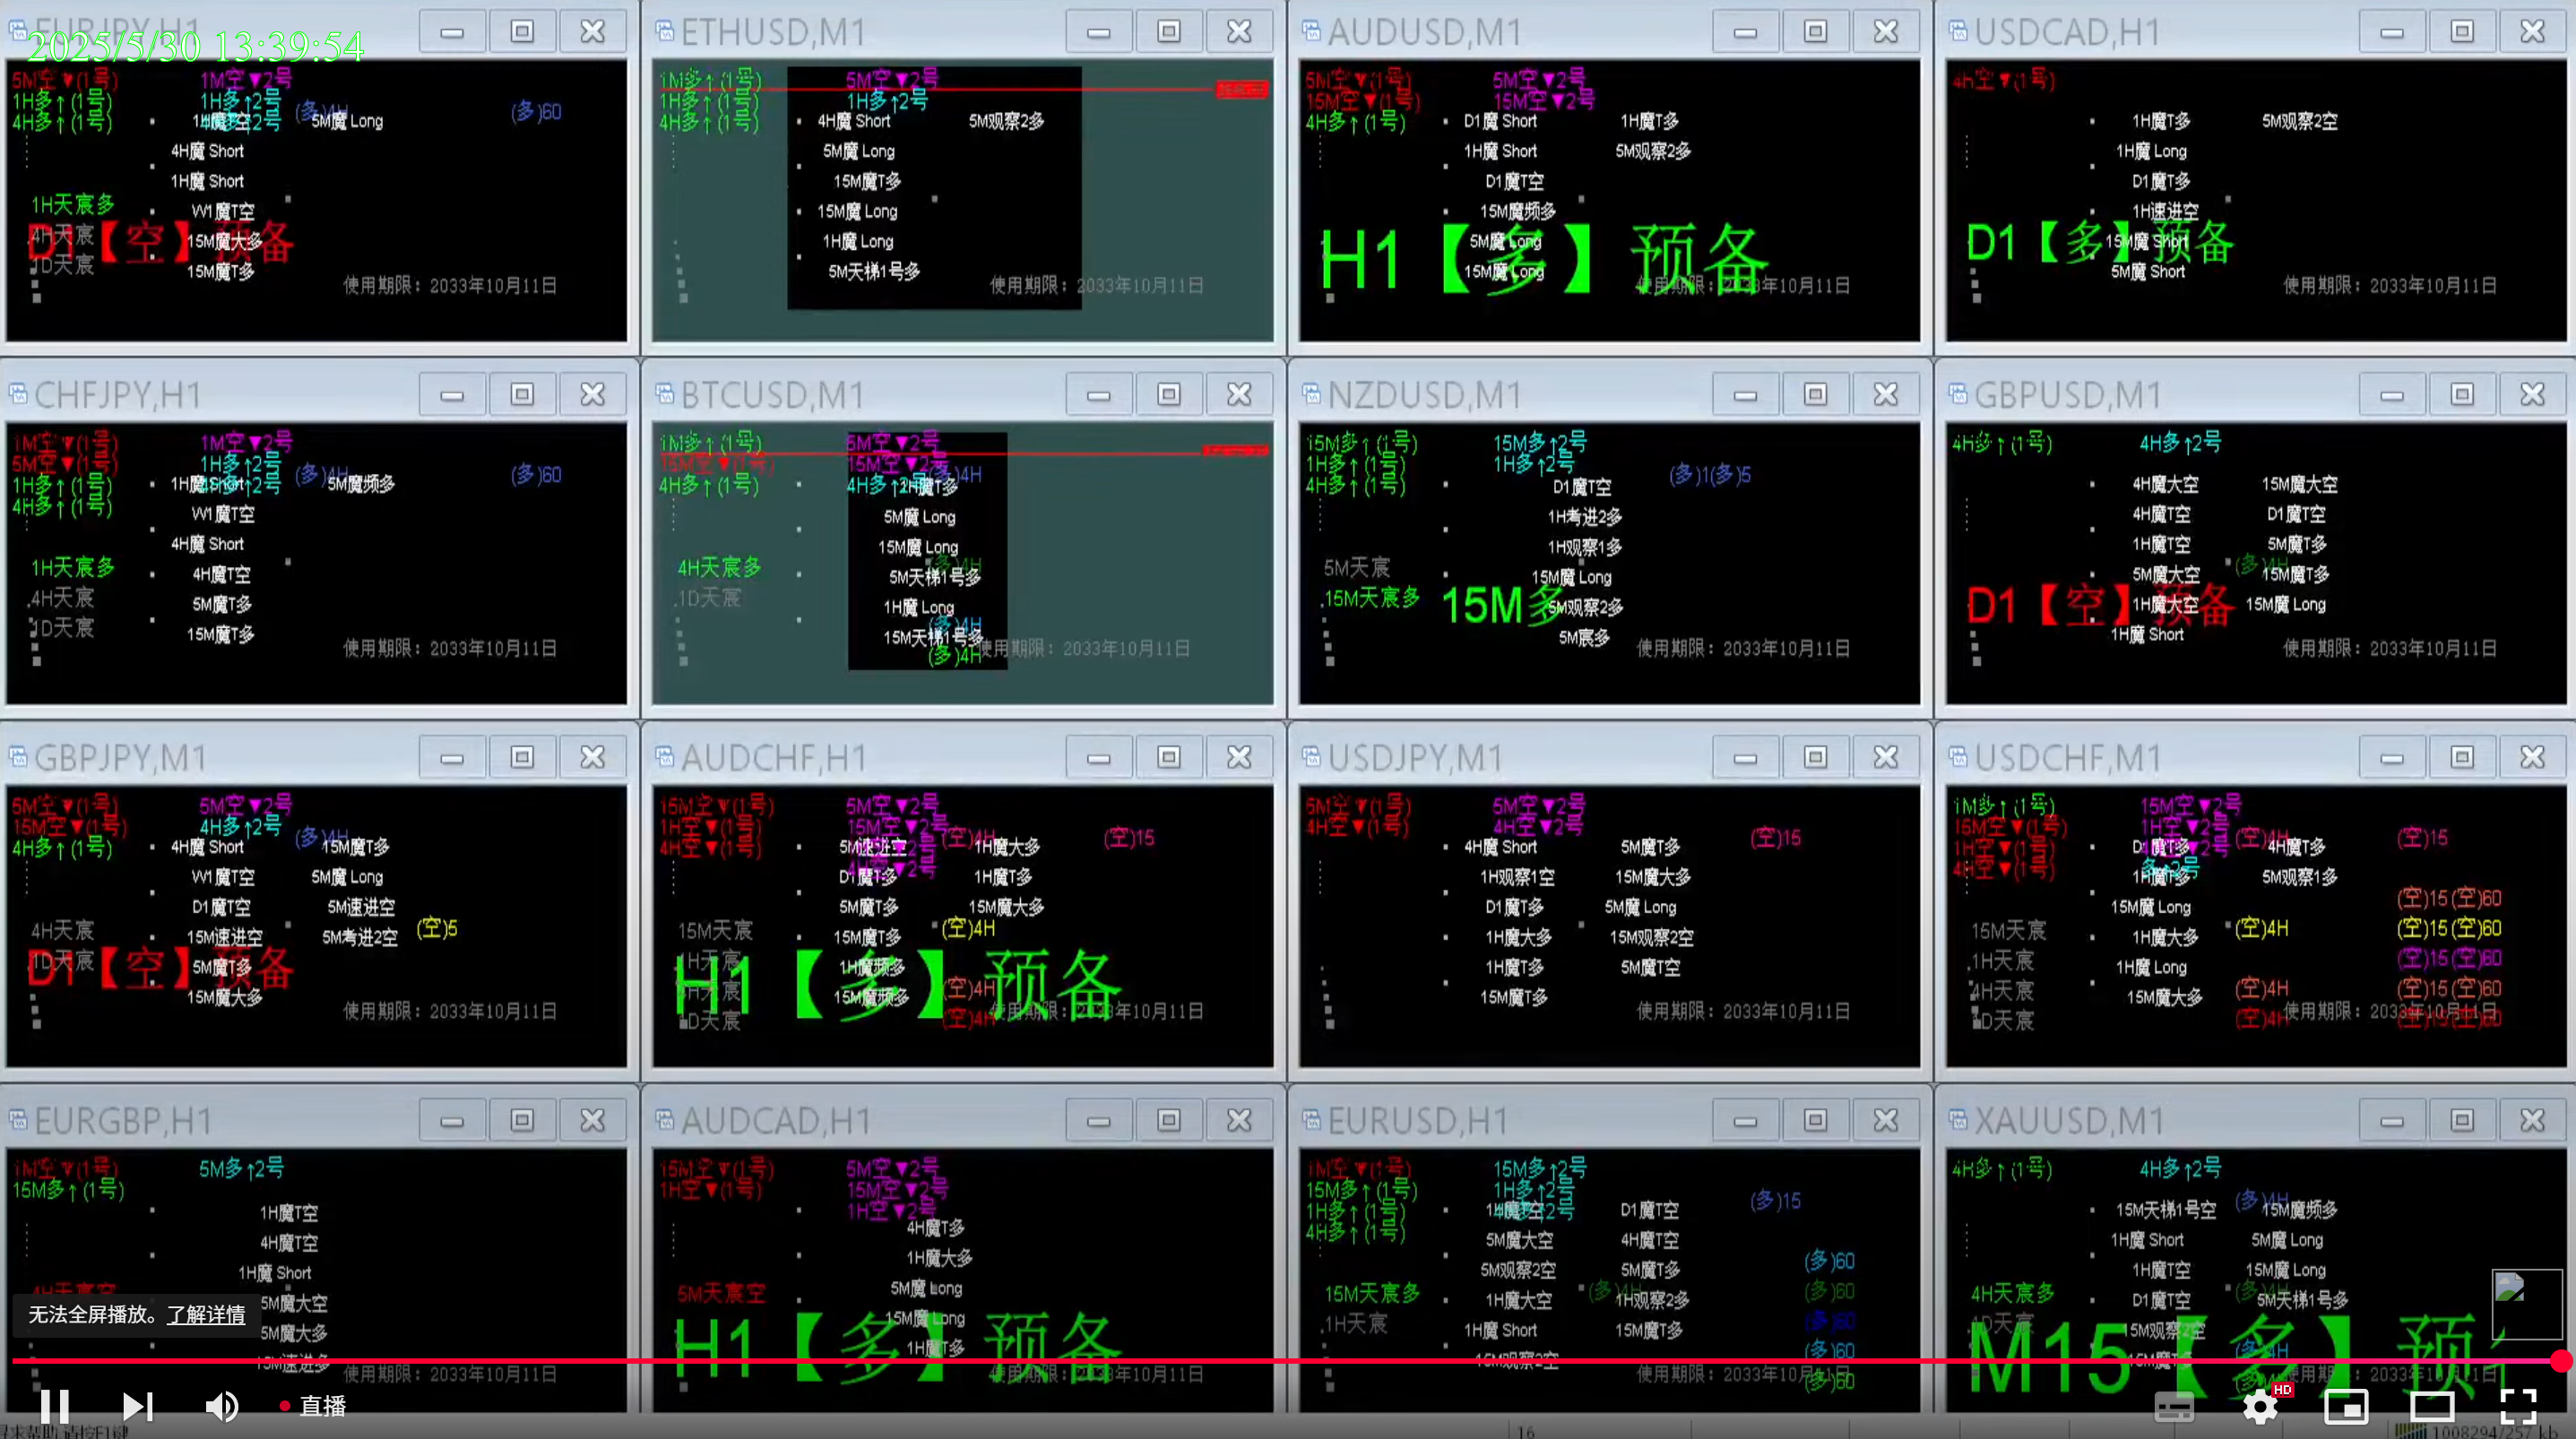 EURJPY,H1
2025/5/30 13:39:54
5M空▼(1号) 1M空▼2号
1H多↑(1号) 1H多↑2号 (多)4H (多)60
4H多↑(1号) 5M魔 Long
4H魔 Short
1H魔 Short
1H天宸多 W1魔T空
4H天宸 15M魔大多
D1【空】预备
1D天宸 15M魔T多
使用期限：2033年10月11日
ETHUSD,M1
1M多↑(1号) 5M空▼2号
1H多↑(1号) 1H多↑2号
4H多↑(1号) 4H魔 Short 5M观察2多
5M魔 Long
15M魔T多
15M魔 Long
1H魔 Long
5M天梯1号多
使用期限：2033年10月11日
AUDUSD,M1
5M空▼(1号) 5M空▼2号
15M空▼(1号) 15M空▼2号
4H多↑(1号) D1魔 Short 1H魔T多
1H魔 Short 5M观察2多
D1魔T空
15M魔频多
5M魔 Long
H1【多】预备
15M魔 Long
使用期限：2033年10月11日
USDCAD,H1
4H空▼(1号)
1H魔T多 5M观察2空
1H魔 Long
D1魔T多
1H速进空
15M魔 Short
D1【多】预备
5M魔 Short
使用期限：2033年10月11日
CHFJPY,H1
1M空▼(1号) 1M空▼2号
5M空▼(1号) 1H多↑2号 (多)4H (多)60
1H多↑(1号) 1H魔 Short 5M魔频多
4H多↑(1号) W1魔T空
4H魔 Short
1H天宸多 4H魔T空
4H天宸 5M魔T多
1D天宸 15M魔T多
使用期限：2033年10月11日
BTCUSD,M1
1M多↑(1号) 5M空▼2号
15M空▼(1号) 15M空▼2号 (多)4H
4H多↑(1号) 4H多↑2号
5M魔 Long
15M魔 Long
4H天宸多 (多)4H
1D天宸 5M天梯1号多
1H魔 Long
(多)4H
15M天梯1号多
(多)4H
使用期限：2033年10月11日
NZDUSD,M1
15M多↑(1号) 15M多↑2号
1H多↑(1号) 1H多↑2号 (多)1(多)5
4H多↑(1号) D1魔T空
1H考进2多
1H观察1多
5M天宸 15M魔 Long
15M天宸多 15M多 5M观察2多
5M宸多
使用期限：2033年10月11日
GBPUSD,M1
4H多↑(1号) 4H多↑2号
4H魔大空 15M魔大空
4H魔T空 D1魔T空
1H魔T空 5M魔T多
5M魔大空 (多)4H 15M魔T多
1H魔大空 15M魔 Long
D1【空】预备
1H魔 Short
使用期限：2033年10月11日
GBPJPY,M1
5M空▼(1号) 5M空▼2号
15M空▼(1号) 4H多↑2号 (多)4H
4H多↑(1号) 4H魔 Short 15M魔T多
W1魔T空 5M魔 Long
D1魔T空 5M速进空
4H天宸 15M速进空 5M考进2空 (空)5
1D天宸 5M魔T多
D1【空】预备
15M魔大多
使用期限：2033年10月11日
AUDCHF,H1
15M空▼(1号) 5M空▼2号
1H空▼(1号) 15M空▼2号 (空)4H (空)15
4H空▼(1号) 5M速进空 1H魔大多
4H空▼2号
D1魔T多 1H魔T多
5M魔T多 15M魔大多
15M天宸 15M魔T多 (空)4H
1H天宸 1H魔频多
H1【多】预备
4H天宸 15M魔频多 (空)4H
1D天宸 (空)4H
使用期限：2033年10月11日
USDJPY,M1
5M空▼(1号) 5M空▼2号
4H空▼(1号) 4H空▼2号 (空)15
4H魔 Short 5M魔T多
1H观察1空 15M魔大多
D1魔T多 5M魔 Long
1H魔大多 15M观察2空
1H魔T多 5M魔T空
15M魔T多
使用期限：2033年10月11日
USDCHF,M1
1M多↑(1号) 15M空▼2号
15M空▼(1号) 1H空▼2号 (空)4H (空)15
1H空▼(1号) D1魔T多 4H魔T多
4H空▼(1号) 1H魔T多 5M观察1多
15M魔 Long (空)15(空)60
15M天宸 1H魔大多 (空)4H (空)15(空)60
1H天宸 1H魔 Long (空)15(空)60
4H天宸 15M魔大多 (空)4H (空)15(空)60
1D天宸 (空)4H (空)15(空)60
使用期限：2033年10月11日
EURGBP,H1
1M空▼(1号) 5M多↑2号
15M多↑(1号)
1H魔T空
4H魔T空
1H魔 Short
4H天宸空 5M魔大空
5M魔大多
15M速进多
使用期限：2033年10月11日
AUDCAD,H1
15M空▼(1号) 5M空▼2号
1H空▼(1号) 15M空▼2号
1H空▼2号
4H魔T多
1H魔大多
5M天宸空 5M魔 Long
15M魔 Long
H1【多】预备
1H魔T多
使用期限：2033年10月11日
EURUSD,H1
1M空▼(1号) 15M多↑2号
15M多↑(1号) 1H多↑2号 (多)15
1H多↑(1号) D1魔T空
4H多↑(1号) 5M魔大空 4H魔T空
5M观察2空 5M魔T多 (多)60
15M天宸多 1H魔大空 (多)4H 1H观察2多 (多)60
1H天宸 1H魔 Short 15M魔T多 (多)60
15M观察2空 (多)60
(多)60
使用期限：2033年10月11日
XAUUSD,M1
4H多↑(1号) 4H多↑2号
15M天梯1号空 (多)4H 15M魔频多
1H魔 Short 5M魔 Long
1H魔T空 15M魔 Long
4H天宸多 D1魔T空 (多)4H 5M天梯1号多
1D天宸 15M观察2空
M15【多】预
(多)4H
使用期限：2033年10月11日
无法全屏播放。了解详情
直播
HD
16
1008294/257 kb